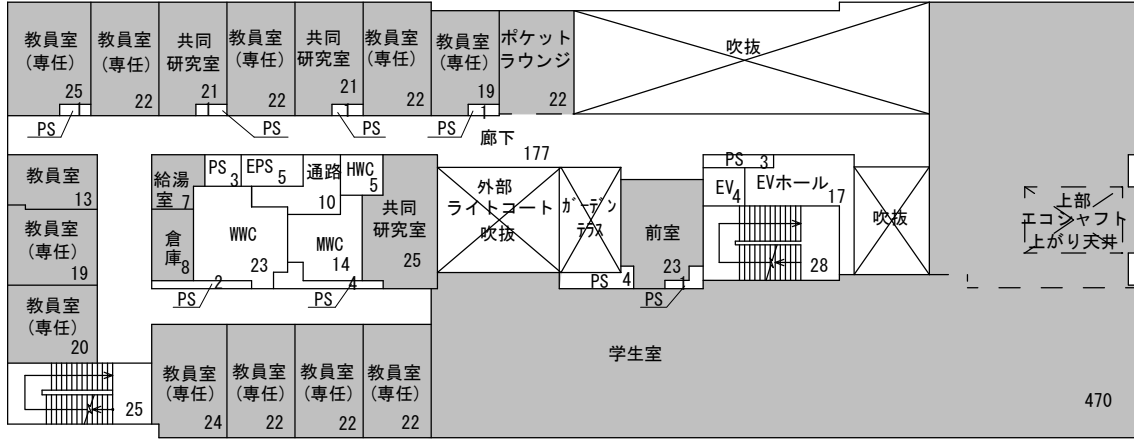 教員室
(専任)
25
1
教員室
(専任)
22
共同
研究室
21
1
教員室
(専任)
22
共同
研究室
21
1
教員室
(専任)
22
教員室
(専任)
19
1
ポケット
ラウンジ
22
吹抜
PS
PS
PS
PS
廊下
177
教員室
13
教員室
(専任)
19
教員室
(専任)
20
給湯
室
7
倉
庫
8
PS
3
EPS
5
通路
10
HWC
5
WWC
23
MWC
14
共同
研究室
25
2
PS
4
PS
外部
ライトコート
吹抜
ガーデン
テラス
PS
4
前室
23
1
PS
PS
3
EV
4
EVホール
17
28
吹抜
上部
エコシャフト
上がり天井
25
教員室
(専任)
24
教員室
(専任)
22
教員室
(専任)
22
教員室
(専任)
22
学生室
470